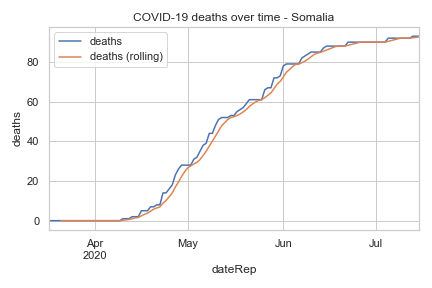 COVID-19 deaths over time - Somalia
deaths
deaths (rolling)
deaths
80
60
40
20
0
Apr
2020
May
Jun
Jul
dateRep